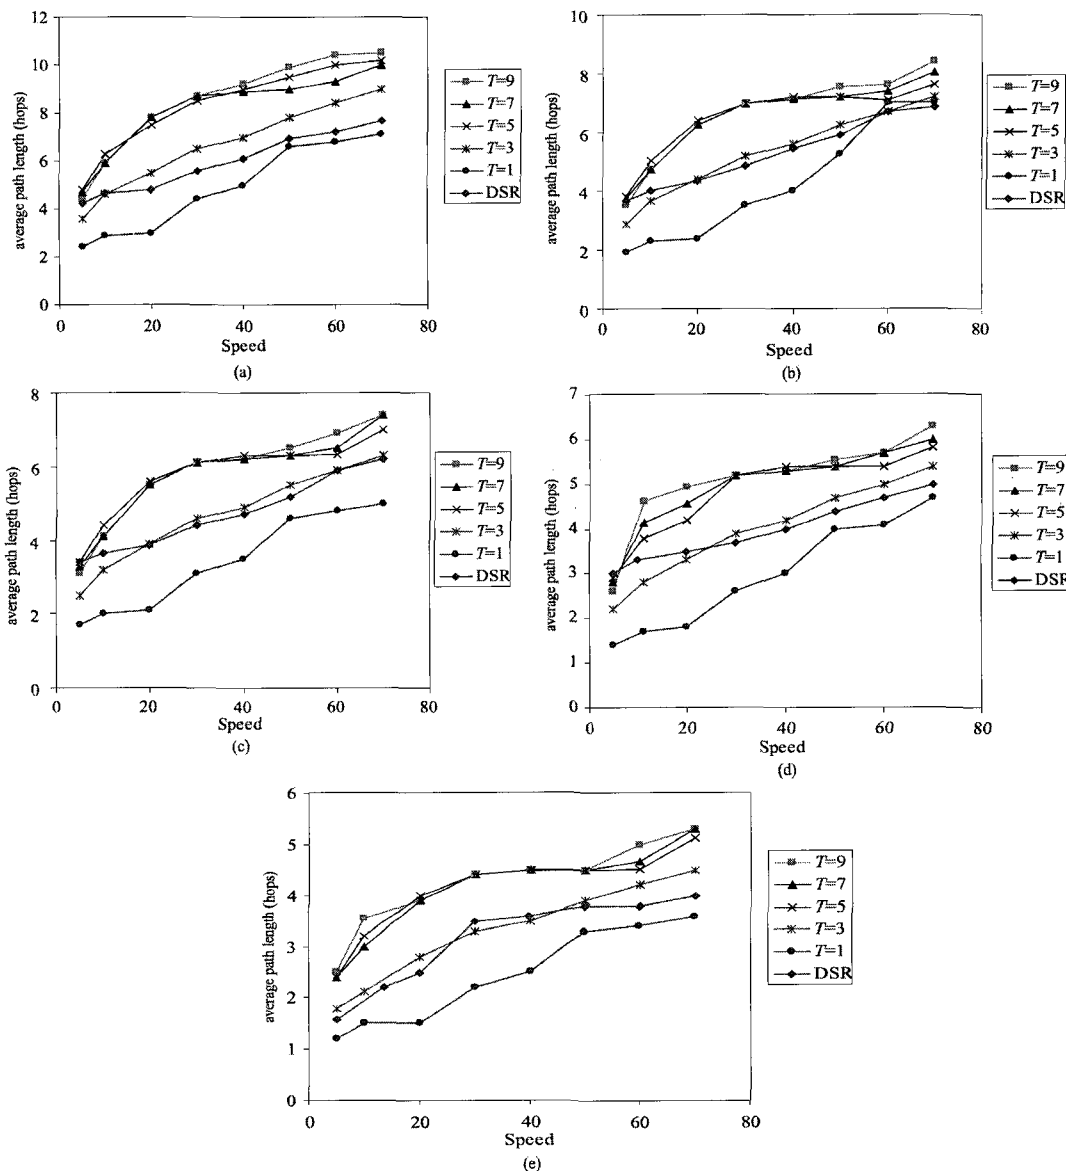 12
10
8
6
4
2
0
0 20 40 60 80
average path length (hops)
Speed
T=9
T=7
T=5
T=3
T=1
DSR
(a)
10
8
6
4
2
0
0 20 40 60 80
average path length (hops)
Speed
T=9
T=7
T=5
T=3
T=1
DSR
(b)
8
6
4
2
0
0 20 40 60 80
average path length (hops)
Speed
T=9
T=7
T=5
T=3
T=1
DSR
(c)
7
6
5
4
3
2
1
0
0 20 40 60 80
average path length (hops)
Speed
T=9
T=7
T=5
T=3
T=1
DSR
(d)
6
5
4
3
2
1
0
0 20 40 60 80
average path length (hops)
Speed
T=9
T=7
T=5
T=3
T=1
DSR
(e)